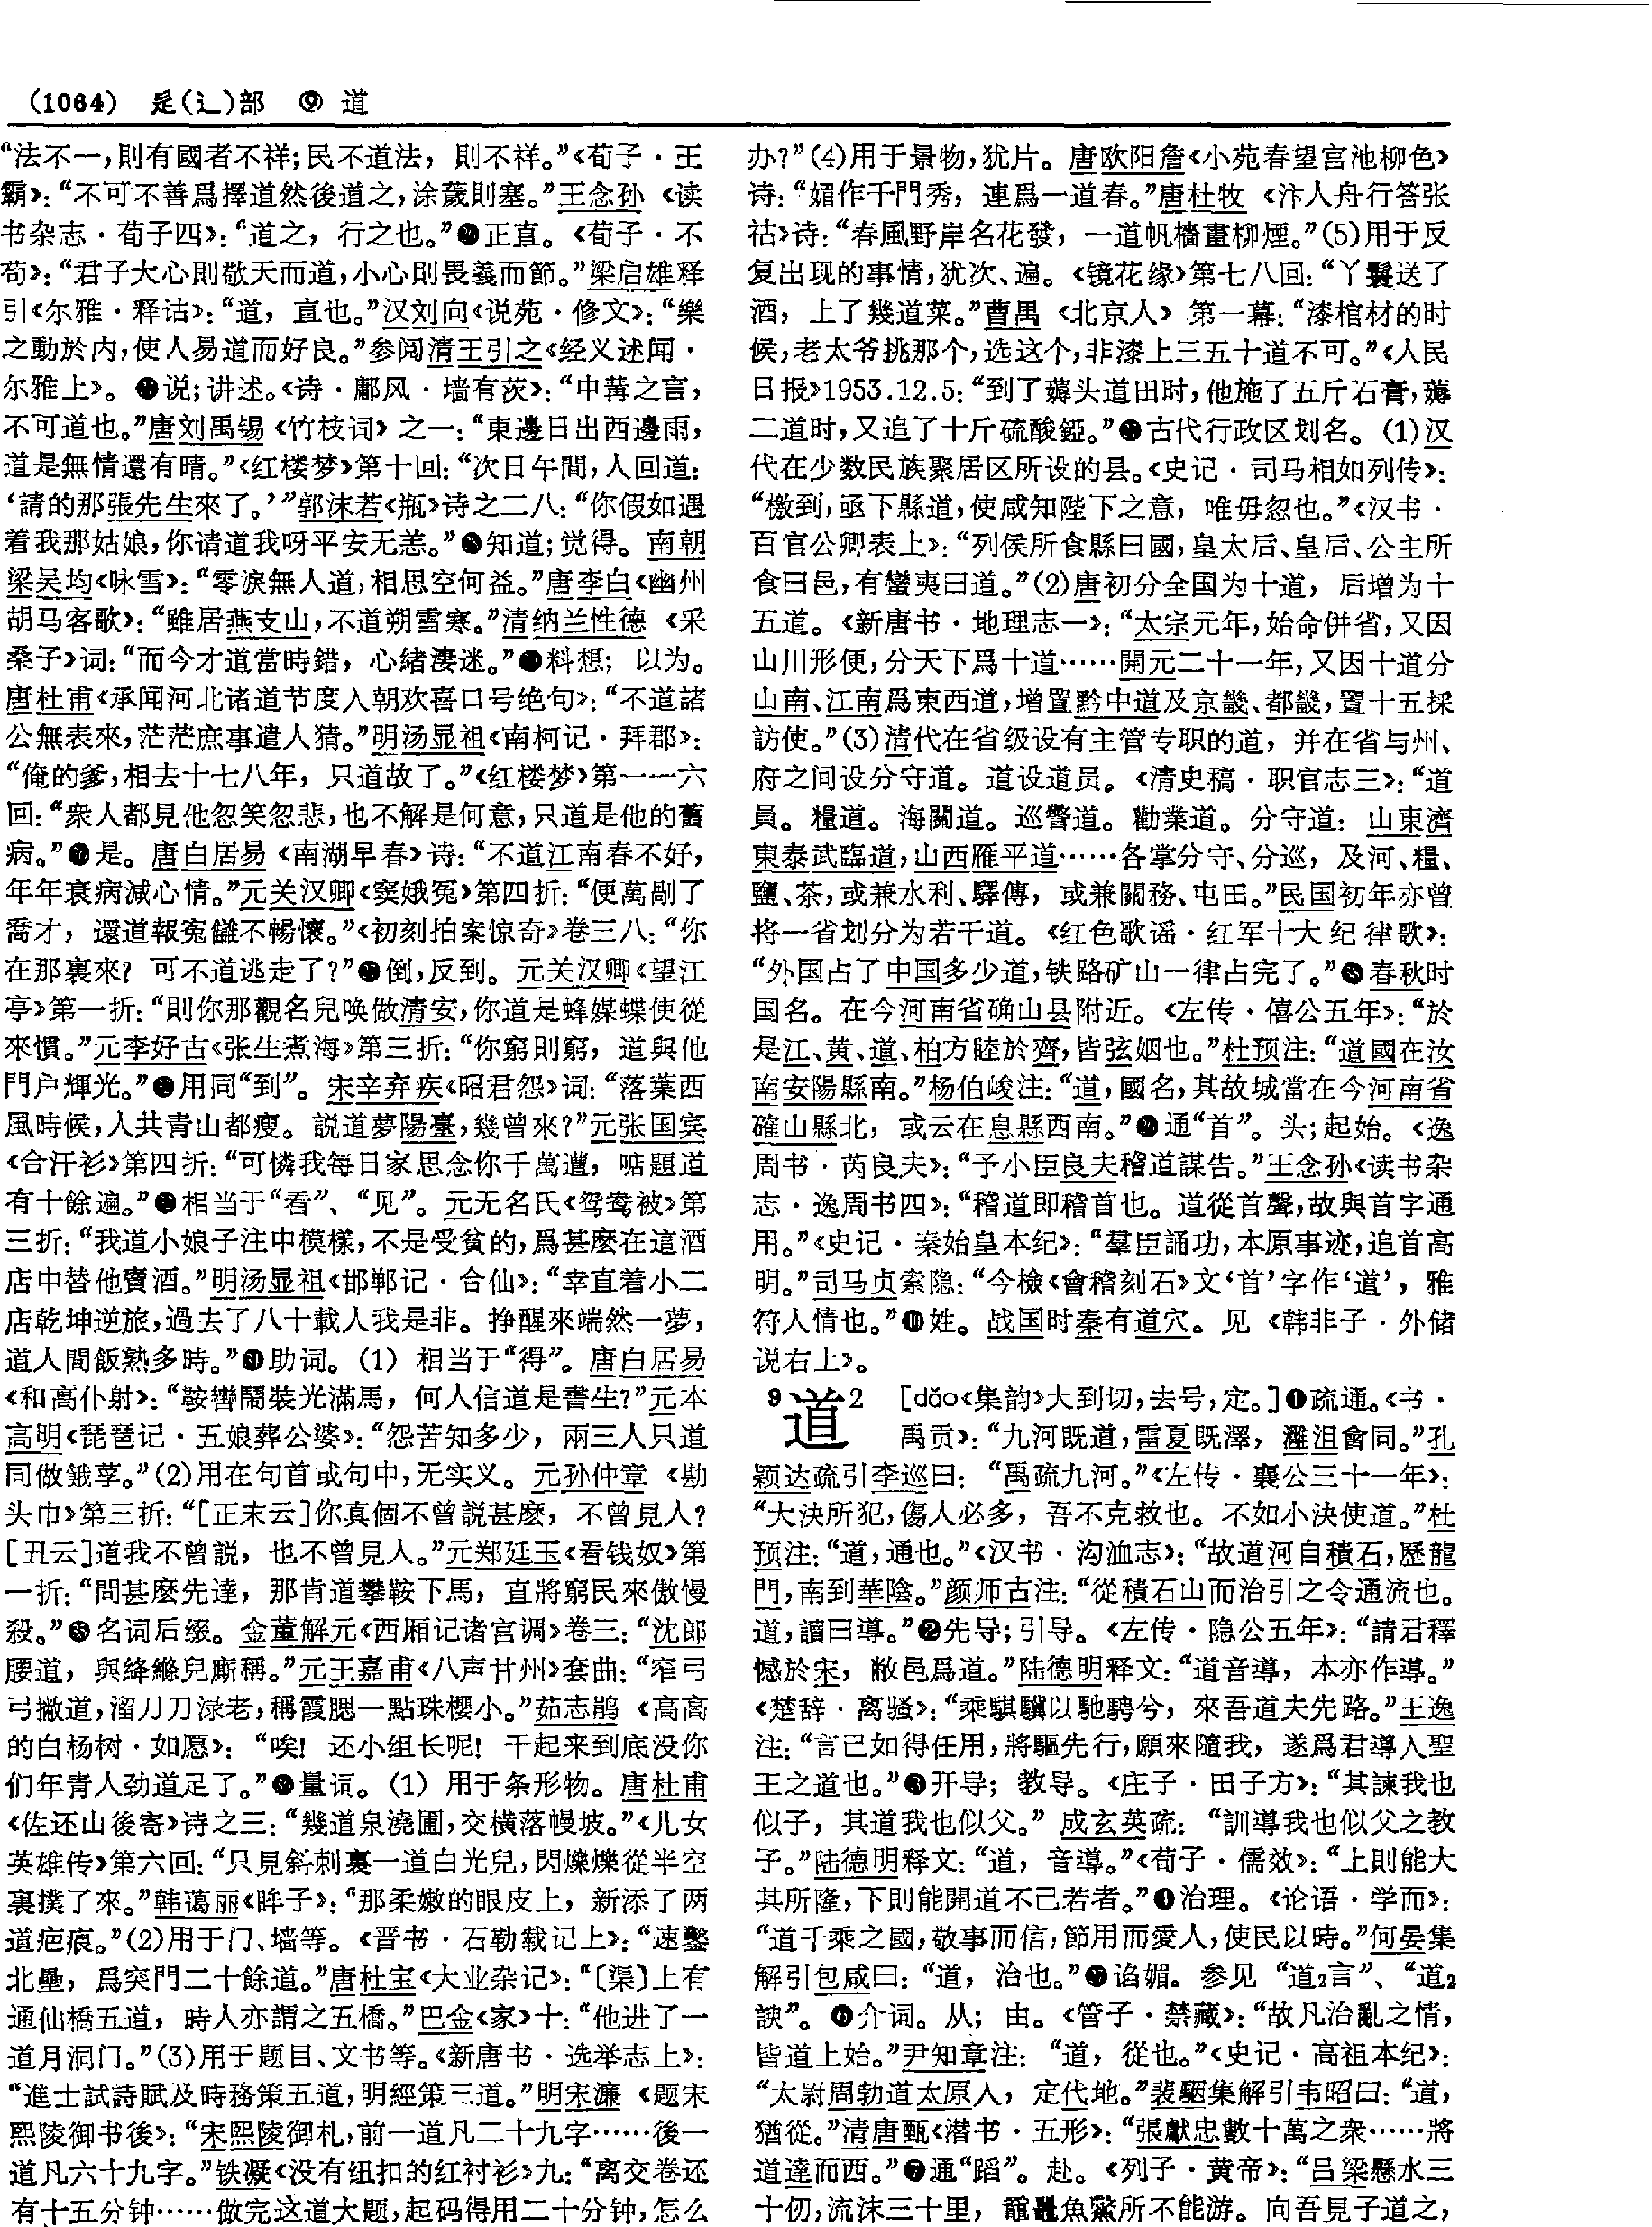 (1064) 辵(辶)部 ⑨ 道
“法不一，則有國者不祥；民不道法，則不祥。”《荀子·王
霸》：“不可不善爲擇道然後道之，涂薉則塞。”王念孙《读
书杂志·荀子四》：“道之，行之也。”正直。《荀子·不
苟》：“君子大心則敬天而道，小心則畏義而節。”梁启雄释
引《尔雅·释诂》：“道，直也。”汉刘向《说苑·修文》：“樂
之動於内，使人易道而好良。”参阅清王引之《经义述闻·
尔雅上》。说；讲述。《诗·鄘风·墙有茨》：“中冓之言，
不可道也。”唐刘禹锡《竹枝词》之一：“東邊日出西邊雨，
道是無情還有晴。”《红楼梦》第十回：“次日午間，人回道：
‘請的那張先生來了。’”郭沫若《瓶》诗之二八：“你假如遇
着我那姑娘，你请道我呀平安无恙。”知道；觉得。南朝
梁吴均《咏雪》：“零淚無人道，相思空何益。”唐李白《幽州
胡马客歌》：“雖居燕支山，不道朔雪寒。”清纳兰性德《采
桑子》词：“而今才道當時錯，心緒淒迷。”料想；以为。
唐杜甫《承闻河北诸道节度入朝欢喜口号绝句》：“不道諸
公無表來，茫茫庶事遣人猜。”明汤显祖《南柯记·拜郡》：
“俺的爹，相去十七八年，只道故了。”《红楼梦》第一一六
回：“衆人都見他忽笑忽悲，也不解是何意，只道是他的舊
病。”是。唐白居易《南湖早春》诗：“不道江南春不好，
年年衰病減心情。”元关汉卿《窦娥冤》第四折：“便萬剮了
喬才，還道報冤讎不暢懷。”《初刻拍案惊奇》卷三八：“你
在那裏來？可不道逃走了？”倒，反到。元关汉卿《望江
亭》第一折：“則你那觀名兒唤做清安，你道是蜂媒蝶使從
來慣。”元李好古《张生煮海》第三折：“你窮則窮，道與他
門户輝光。”用同“到”。宋辛弃疾《昭君怨》词：“落葉西
風時候，人共青山都瘦。説道夢陽臺，幾曾來？”元张国宾
《合汗衫》第四折：“可憐我每日家思念你千萬遭，啼題道
有十餘遍。”相当于“看”、“见”。元无名氏《鸳鸯被》第
三折：“我道小娘子注中模樣，不是受貧的，爲甚麽在這酒
店中替他賣酒。”明汤显祖《邯郸记·合仙》：“幸直着小二
店乾坤逆旅，過去了八十載人我是非。掙醒來端然一夢，
道人間飯熟多時。”助词。(1) 相当于“得”。唐白居易
《和高仆射》：“鞍轡鬧裝光滿馬，何人信道是書生？”元本
高明《琵琶记·五娘葬公婆》：“怨苦知多少，兩三人只道
同做餓莩。”(2)用在句首或句中，无实义。元孙仲章《勘
头巾》第三折：“［正末云］你真個不曾説甚麽，不曾見人？
［丑云］道我不曾説，也不曾見人。”元郑廷玉《看钱奴》第
一折：“問甚麽先達，那肯道攀鞍下馬，直將窮民來傲慢
殺。”名词后缀。金董解元《西厢记诸宫调》卷三：“沈郎
腰道，與絳縧兒廝稱。”元王嘉甫《八声甘州》套曲：“窄弓
弓撇道，溜刀刀渌老，稱霞腮一點珠櫻小。”茹志鹃《高高
的白杨树·如愿》：“唉！还小组长呢！干起来到底没你
们年青人劲道足了。”量词。(1) 用于条形物。唐杜甫
《佐还山後寄》诗之三：“幾道泉澆圃，交横落幔坡。”《儿女
英雄传》第六回：“只見斜刺裏一道白光兒，閃爍爍從半空
裏撲了來。”韩蔼丽《眸子》：“那柔嫩的眼皮上，新添了两
道疤痕。”(2)用于门、墙等。《晋书·石勒载记上》：“速鑿
北壘，爲突門二十餘道。”唐杜宝《大业杂记》：“〔渠〕上有
通仙橋五道，時人亦謂之五橋。”巴金《家》十：“他进了一
道月洞门。”(3)用于题目、文书等。《新唐书·选举志上》：
“進士試詩賦及時務策五道，明經策三道。”明宋濂《题宋
熙陵御书後》：“宋熙陵御札，前一道凡二十九字……後一
道凡六十九字。”铁凝《没有纽扣的红衬衫》九：“离交卷还
有十五分钟……做完这道大题，起码得用二十分钟，怎么
办？”(4)用于景物，犹片。唐欧阳詹《小苑春望宫池柳色》
诗：“媚作千門秀，連爲一道春。”唐杜牧《汴人舟行答张
祜》诗：“春風野岸名花發，一道帆檣畫柳煙。”(5)用于反
复出现的事情，犹次、遍。《镜花缘》第七八回：“丫鬟送了
酒，上了幾道菜。”曹禺《北京人》第一幕：“漆棺材的时
候，老太爷挑那个，选这个，非漆上三五十道不可。”《人民
日报》1953.12.5：“到了薅头道田时，他施了五斤石膏，薅
二道时，又追了十斤硫酸錏。”古代行政区划名。(1)汉
代在少数民族聚居区所设的县。《史记·司马相如列传》：
“檄到，亟下縣道，使咸知陛下之意，唯毋忽也。”《汉书·
百官公卿表上》：“列侯所食縣曰國，皇太后、皇后、公主所
食曰邑，有蠻夷曰道。”(2)唐初分全国为十道，后增为十
五道。《新唐书·地理志一》：“太宗元年，始命併省，又因
山川形便，分天下爲十道……開元二十一年，又因十道分
山南、江南爲東西道，增置黔中道及京畿、都畿，置十五採
訪使。”(3)清代在省级设有主管专职的道，并在省与州、
府之间设分守道。道设道员。《清史稿·职官志三》：“道
員。糧道。海關道。巡警道。勸業道。分守道：山東濟
東泰武臨道，山西雁平道……各掌分守、分巡，及河、糧、
鹽、茶，或兼水利、驛傳，或兼關務、屯田。”民国初年亦曾
将一省划分为若干道。《红色歌谣·红军十大纪律歌》：
“外国占了中国多少道，铁路矿山一律占完了。”春秋时
国名。在今河南省确山县附近。《左传·僖公五年》：“於
是江、黄、道、柏方睦於齊，皆弦姻也。”杜预注：“道國在汝
南安陽縣南。”杨伯峻注：“道，國名，其故城當在今河南省
確山縣北，或云在息縣西南。”通“首”。头；起始。《逸
周书·芮良夫》：“予小臣良夫稽道謀告。”王念孙《读书杂
志·逸周书四》：“稽道即稽首也。道從首聲，故與首字通
用。”《史记·秦始皇本纪》：“羣臣誦功，本原事迹，追首高
明。”司马贞索隐：“今檢《會稽刻石》文‘首’字作‘道’，雅
符人情也。”姓。战国时秦有道穴。见《韩非子·外储
说右上》。
9道2 ［dǎo《集韵》大到切，去号，定。］❶疏通。《书·
禹贡》：“九河既道，雷夏既澤，灉沮會同。”孔
颖达疏引李巡曰：“禹疏九河。”《左传·襄公三十一年》：
“大決所犯，傷人必多，吾不克救也。不如小決使道。”杜
预注：“道，通也。”《汉书·沟洫志》：“故道河自積石，歷龍
門，南到華陰。”颜师古注：“從積石山而治引之令通流也。
道，讀曰導。”❷先导；引导。《左传·隐公五年》：“請君釋
憾於宋，敝邑爲道。”陆德明释文：“道音導，本亦作導。”
《楚辞·离骚》：“乘騏驥以馳騁兮，來吾道夫先路。”王逸
注：“言己如得任用，將驅先行，願來隨我，遂爲君導入聖
王之道也。”❸开导；教导。《庄子·田子方》：“其諫我也
似子，其道我也似父。”成玄英疏：“訓導我也似父之教
子。”陆德明释文：“道，音導。”《荀子·儒效》：“上則能大
其所隆，下則能開道不己若者。”❹治理。《论语·学而》：
“道千乘之國，敬事而信，節用而愛人，使民以時。”何晏集
解引包咸曰：“道，治也。”❺谄媚。参见“道2言”、“道2
諛”。❻介词。从；由。《管子·禁藏》：“故凡治亂之情，
皆道上始。”尹知章注：“道，從也。”《史记·高祖本纪》：
“太尉周勃道太原入，定代地。”裴駰集解引韦昭曰：“道，
猶從。”清唐甄《潜书·五形》：“張獻忠數十萬之衆……將
道達而西。”❼通“蹈”。赴。《列子·黄帝》：“吕梁懸水三
十仞，流沫三十里，黿鼉魚鱉所不能游。向吾見子道之，